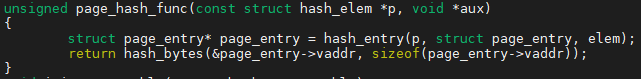 unsigned page_hash_func(const struct hash_elem *p, void *aux)
{
        struct page_entry* page_entry = hash_entry(p, struct page_entry, elem);
        return hash_bytes(&page_entry->vaddr, sizeof(page_entry->vaddr));
}